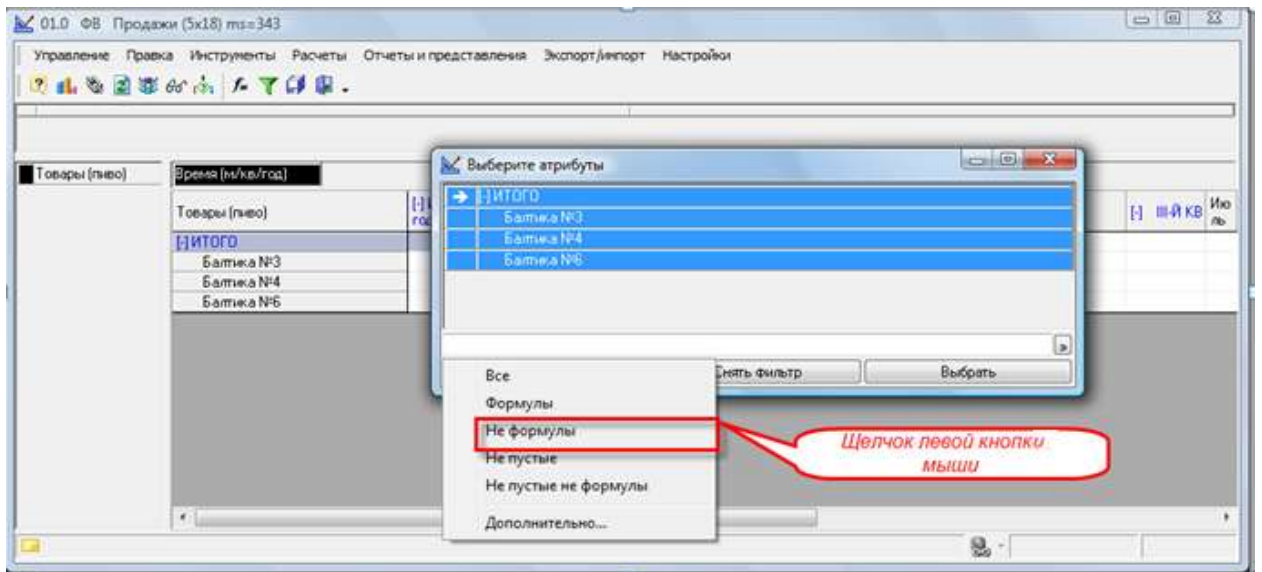 01.0 ФВ Продажи (5x18) ms=343
Управление Правка Инструменты Расчеты Отчеты и представления Экспорт/импорт Настройки
Товары (пиво)
Время (м/кв/год)
Выберите атрибуты
Товары (пиво)
[-] III-Й КВ
Ию
ль
[-] ИТОГО
Балтика №3
Балтика №4
Балтика №6
[-] ИТОГО
Балтика №3
Балтика №4
Балтика №6
Снять фильтр
Выбрать
Все
Формулы
Не формулы
Не пустые
Не пустые не формулы
Дополнительно...
Щелчок левой кнопки
мыши